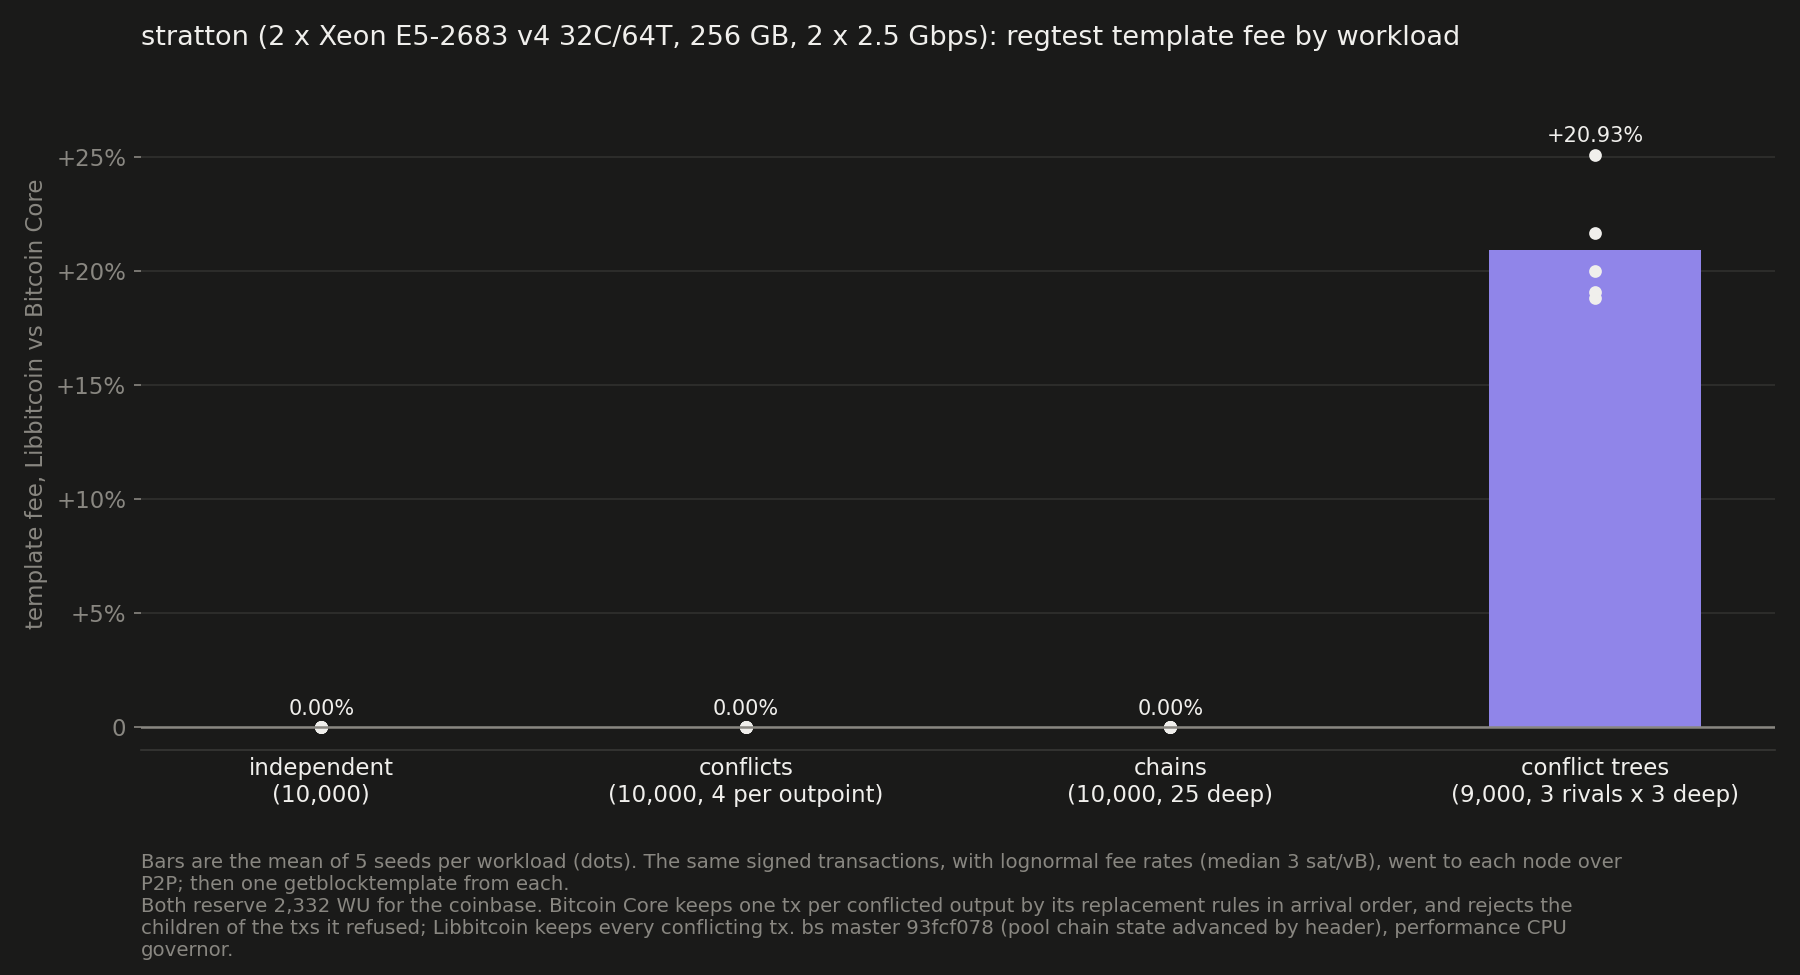 stratton (2 x Xeon E5-2683 v4 32C/64T, 256 GB, 2 x 2.5 Gbps): regtest template fee by workload
template fee, Libbitcoin vs Bitcoin Core
+25%
+20%
+15%
+10%
+5%
0
0.00%
0.00%
0.00%
+20.93%
independent
(10,000)
conflicts
(10,000, 4 per outpoint)
chains
(10,000, 25 deep)
conflict trees
(9,000, 3 rivals x 3 deep)
Bars are the mean of 5 seeds per workload (dots). The same signed transactions, with lognormal fee rates (median 3 sat/vB), went to each node over
P2P; then one getblocktemplate from each.
Both reserve 2,332 WU for the coinbase. Bitcoin Core keeps one tx per conflicted output by its replacement rules in arrival order, and rejects the
children of the txs it refused; Libbitcoin keeps every conflicting tx. bs master 93fcf078 (pool chain state advanced by header), performance CPU
governor.